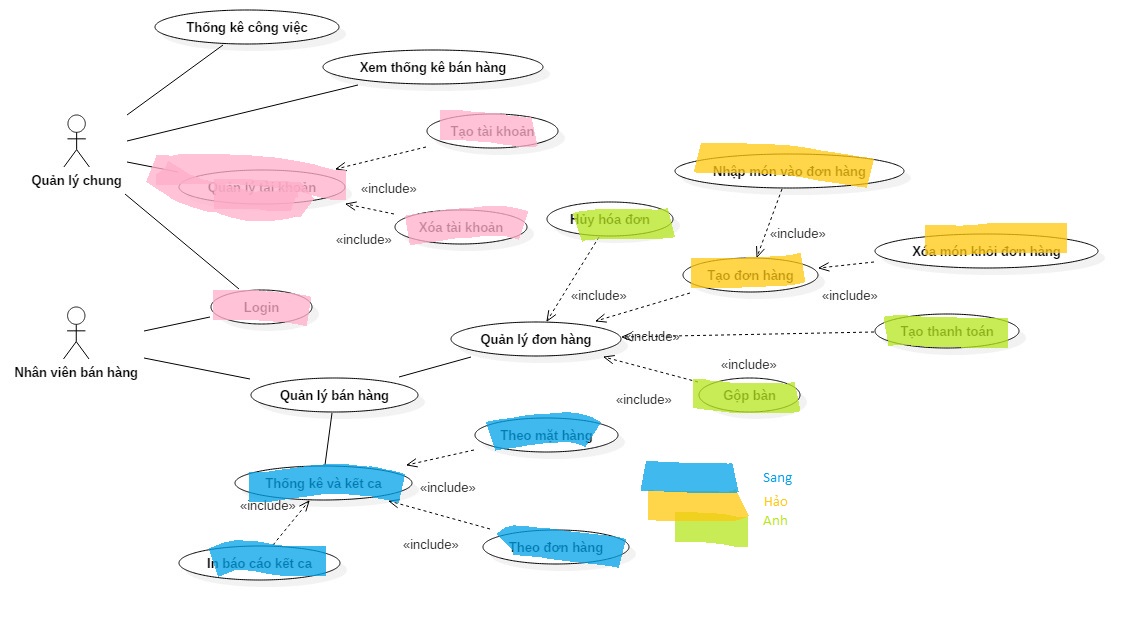 Thống kê công việc
Xem thống kê bán hàng
Tạo tài khoản
Quản lý chung
Quản lý tài khoản
«include»
Nhập món vào đơn hàng
Hủy hóa đơn
Xóa tài khoản
«include»
«include»
Xóa món khỏi đơn hàng
Tạo đơn hàng
«include»
«include»
Login
Tạo thanh toán
Quản lý đơn hàng
«include»
Nhân viên bán hàng
«include»
Quản lý bán hàng
Gộp bàn
«include»
Theo mặt hàng
Thống kê và kết ca
«include»
«include»
Sang
Hảo
Anh
«include»
Theo đơn hàng
In báo cáo kết ca